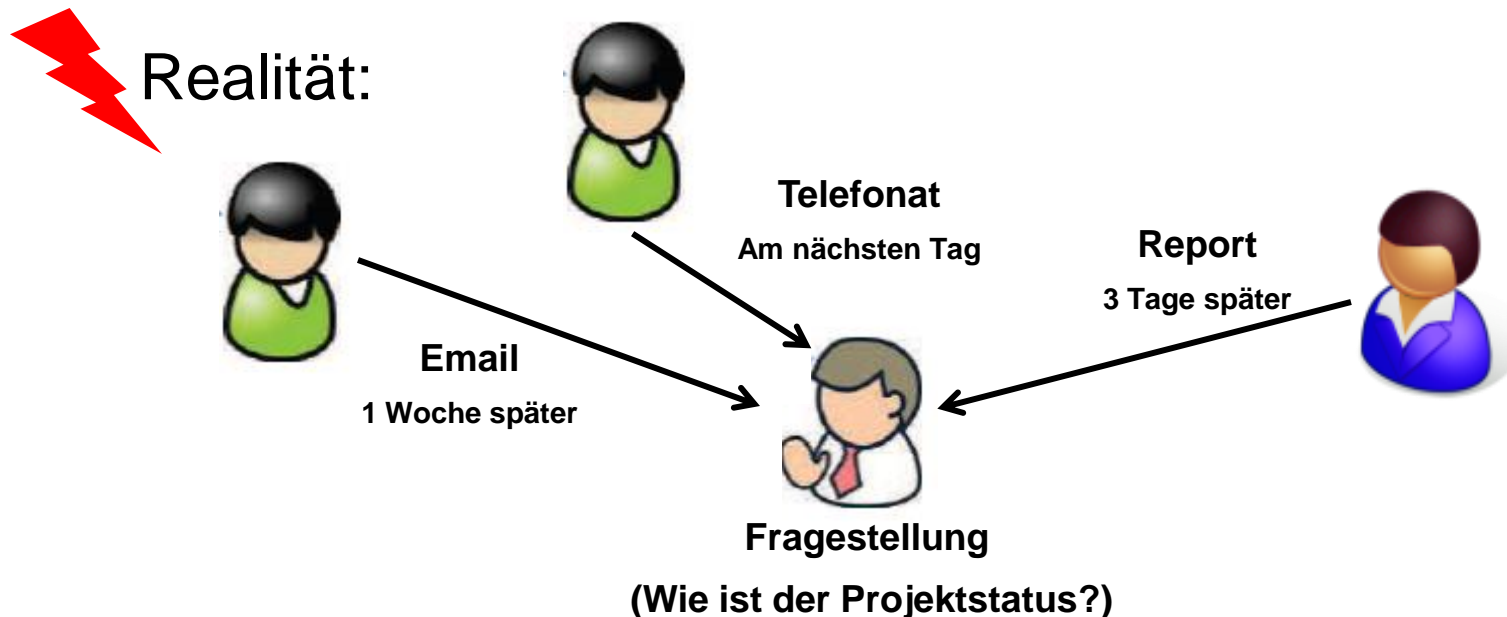 Realität:
Telefonat
Am nächsten Tag
Report
3 Tage später
Email
1 Woche später
Fragestellung
(Wie ist der Projektstatus?)